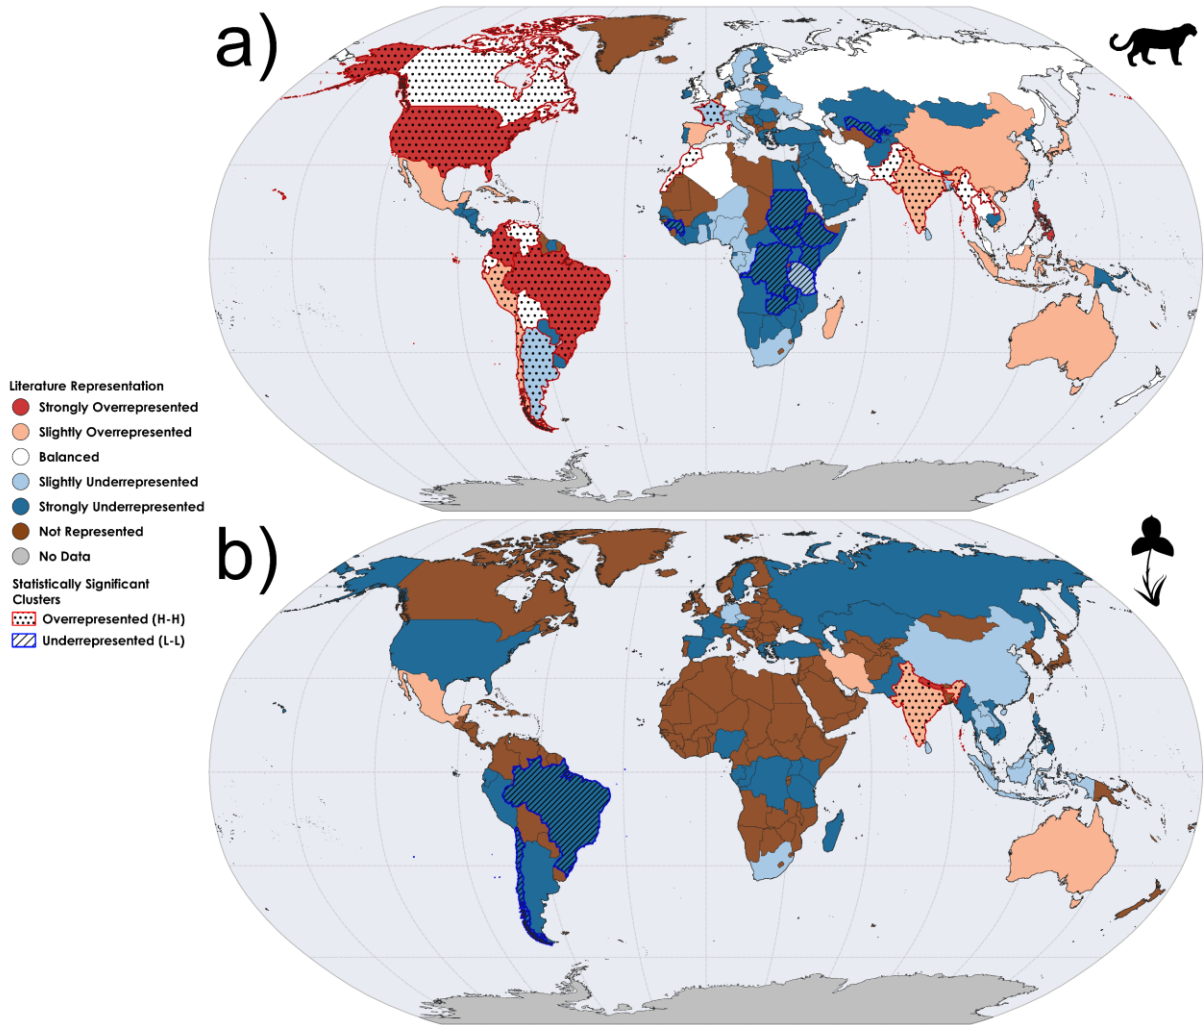 a)
Literature Representation
Strongly Overrepresented
Slightly Overrepresented
Balanced
Slightly Underrepresented
Strongly Underrepresented
Not Represented
No Data
Statistically Significant
Clusters
Overrepresented (H-H)
Underrepresented (L-L)
b)